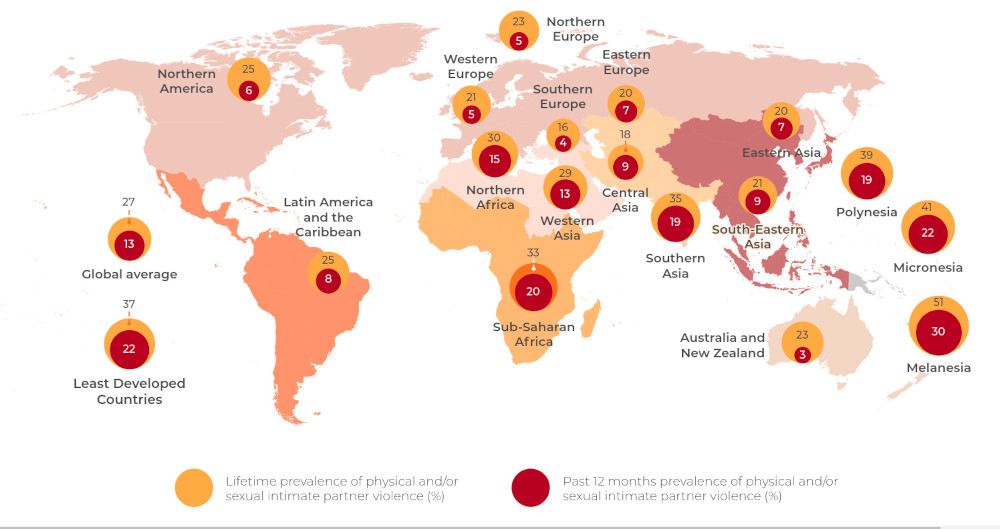 23
5
Northern
Europe
Western
Europe
Eastern
Europe
Northern
America
25
6
21
5
Southern
Europe
20
7
16
4
18
9
Central
Asia
20
7
Eastern Asia
30
15
Northern
Africa
29
13
Western
Asia
35
19
Southern
Asia
21
9
South-Eastern
Asia
39
19
Polynesia
41
22
Micronesia
27
13
Global average
Latin America
and the
Caribbean
25
8
33
20
Sub-Saharan
Africa
37
22
Least Developed
Countries
Australia and
New Zealand
23
3
51
30
Melanesia
Lifetime prevalence of physical and/or
sexual intimate partner violence (%)
Past 12 months prevalence of physical and/or
sexual intimate partner violence (%)